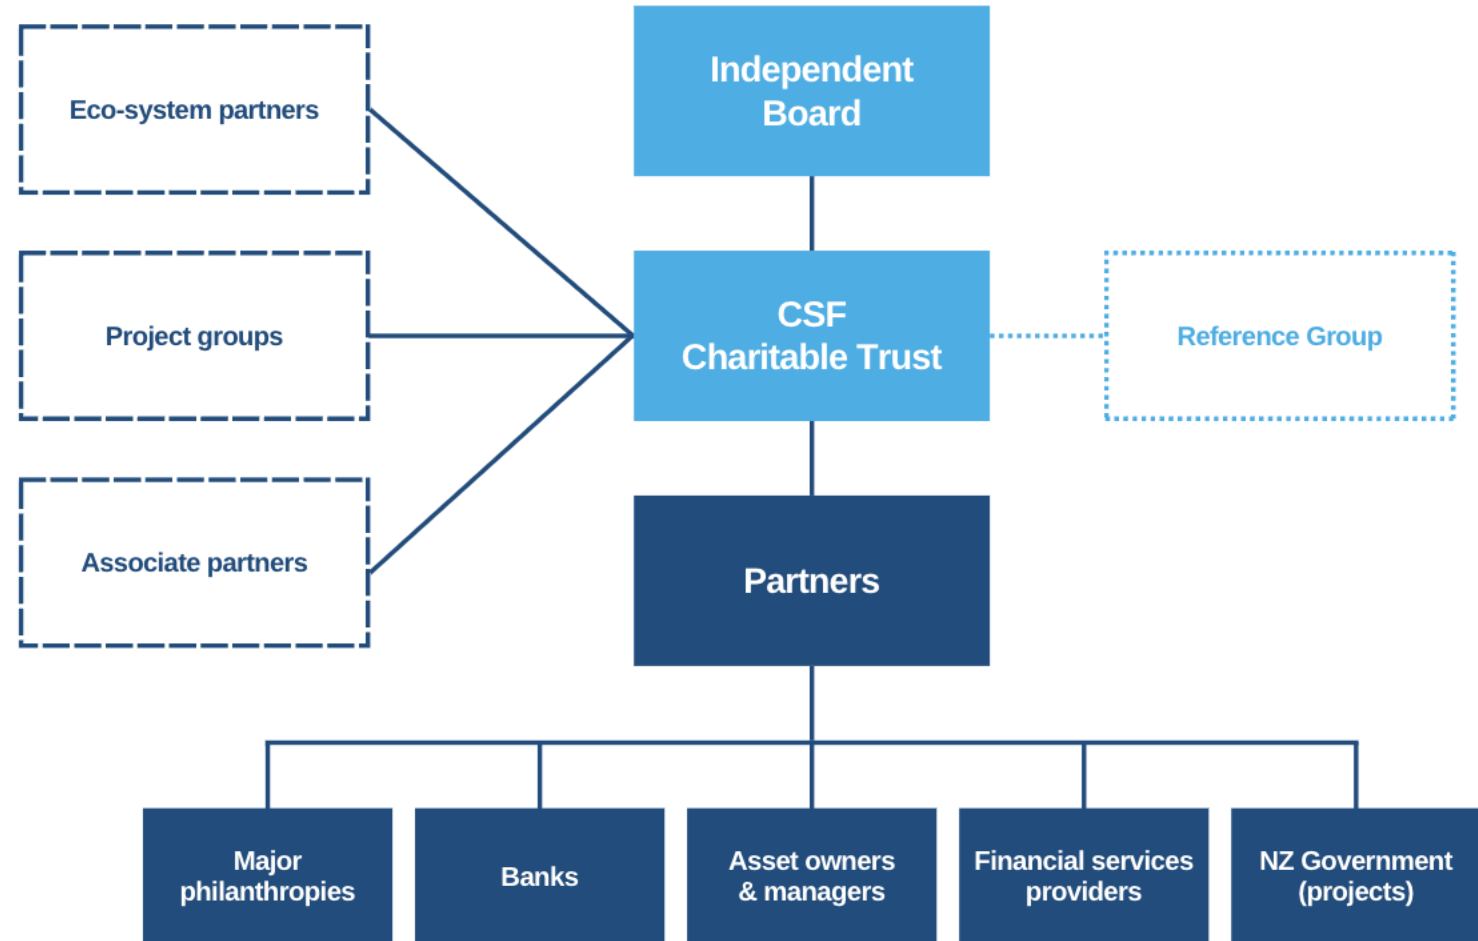 Eco-system partners
Independent
Board
Project groups
CSF
Charitable Trust
Reference Group
Associate partners
Partners
Major
philanthropies
Banks
Asset owners
& managers
Financial services
providers
NZ Government
(projects)